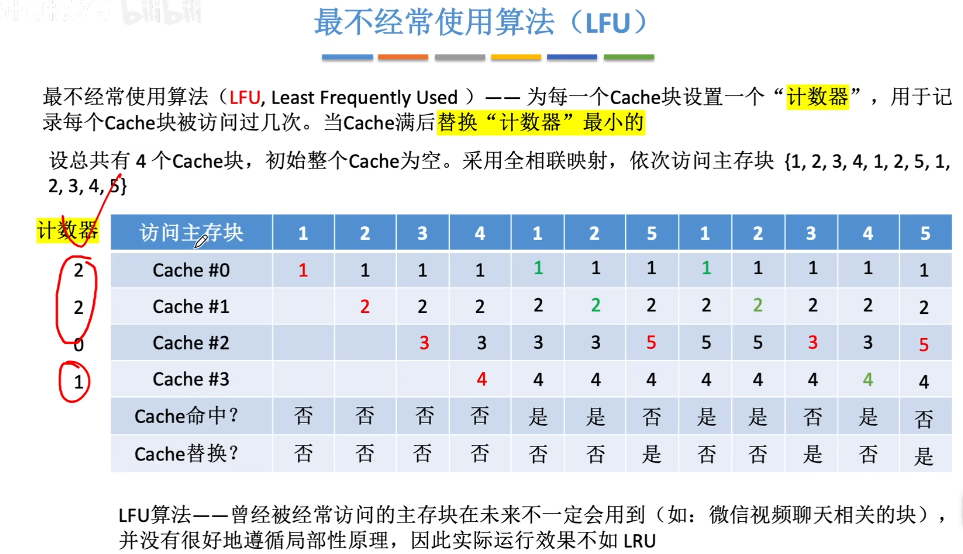 bilibili
最不经常使用算法（LFU）
最不经常使用算法（LFU, Least Frequently Used ）—— 为每一个Cache块设置一个“计数器”，用于记
录每个Cache块被访问过几次。当Cache满后替换“计数器”最小的
设总共有 4 个Cache块，初始整个Cache为空。采用全相联映射，依次访问主存块 {1, 2, 3, 4, 1, 2, 5, 1,
2, 3, 4, 5}
计数器 访问主存块 1 2 3 4 1 2 5 1 2 3 4 5
2 Cache #0 1 1 1 1 1 1 1 1 1 1 1 1
2 Cache #1 2 2 2 2 2 2 2 2 2 2 2
0 Cache #2 3 3 3 3 5 5 5 3 3 5
1 Cache #3 4 4 4 4 4 4 4 4 4
Cache命中？ 否 否 否 否 是 是 否 是 是 否 是 否
Cache替换？ 否 否 否 否 否 否 是 否 否 是 否 是
LFU算法——曾经被经常访问的主存块在未来不一定会用到（如：微信视频聊天相关的块），
并没有很好地遵循局部性原理，因此实际运行效果不如 LRU